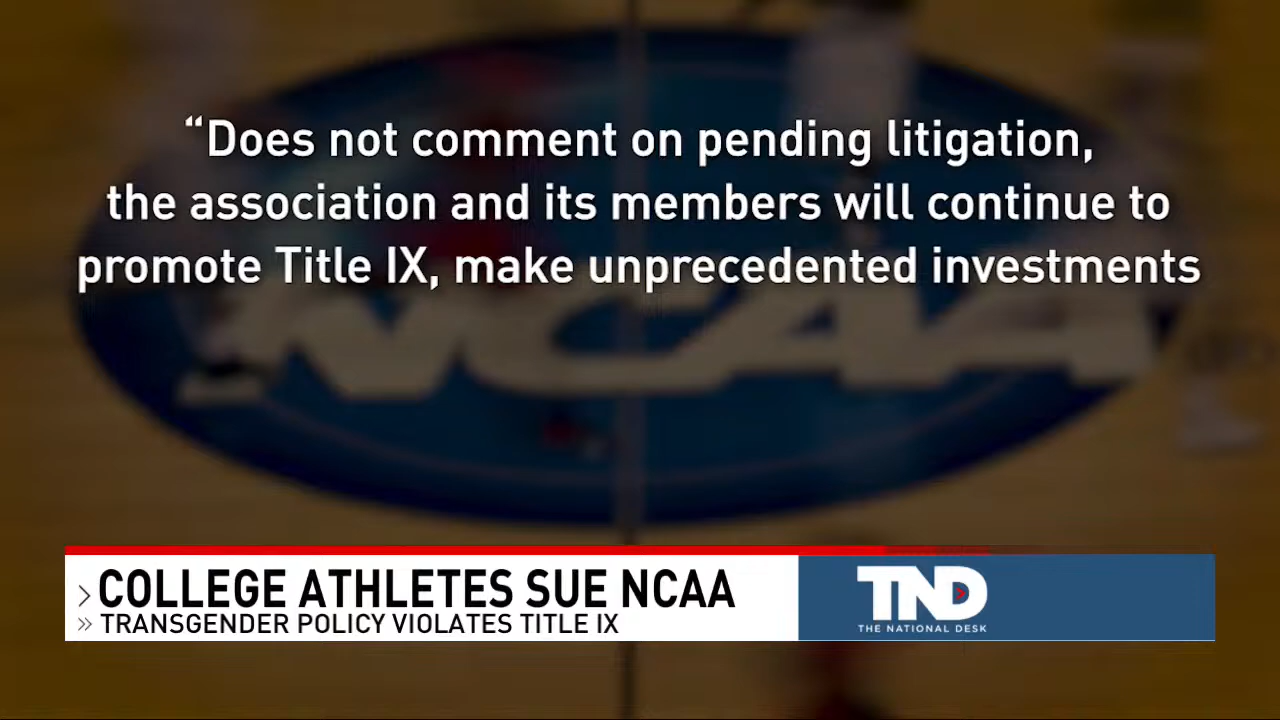 “Does not comment on pending litigation,
the association and its members will continue to
promote Title IX, make unprecedented investments
NCAA
COLLEGE ATHLETES SUE NCAA
TRANSGENDER POLICY VIOLATES TITLE IX
TND
THE NATIONAL DESK